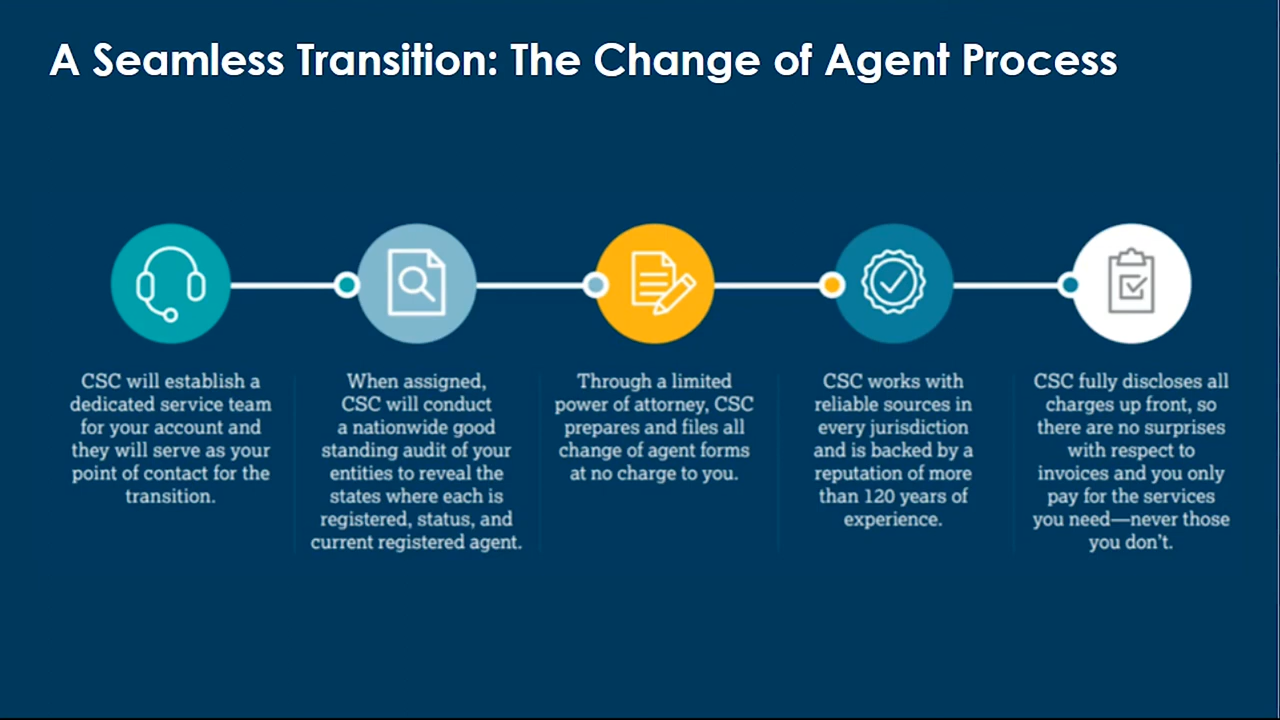 A Seamless Transition: The Change of Agent Process
CSC will establish a
dedicated service team
for your account and
they will serve as your
point of contact for the
transition.
When assigned,
CSC will conduct
a nationwide good
standing audit of your
entities to reveal the
states where each is
registered, status, and
current registered agent.
Through a limited
power of attorney, CSC
prepares and files all
change of agent forms
at no charge to you.
CSC works with
reliable sources in
every jurisdiction
and is backed by a
reputation of more
than 120 years of
experience.
CSC fully discloses all
charges up front, so
there are no surprises
with respect to
invoices and you only
pay for the services
you need—never those
you don't.